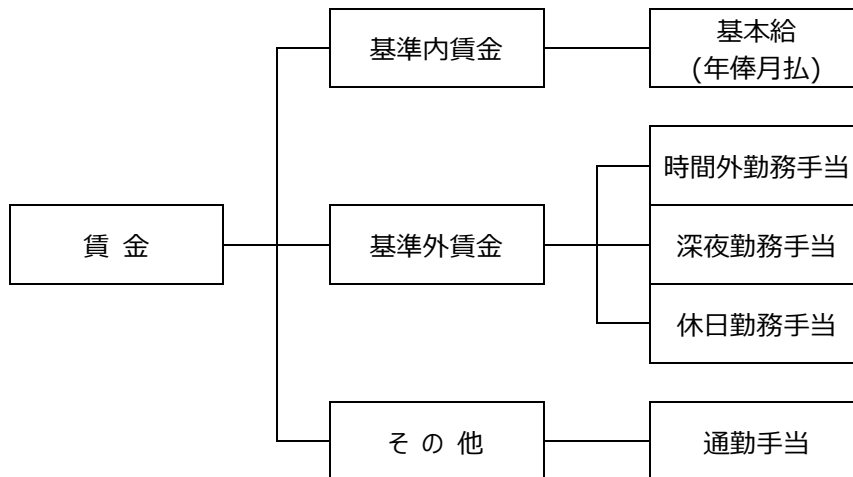 基準内賃金
基本給
(年俸月払)
時間外勤務手当
賃 金
基準外賃金
深夜勤務手当
休日勤務手当
そ の 他
通勤手当